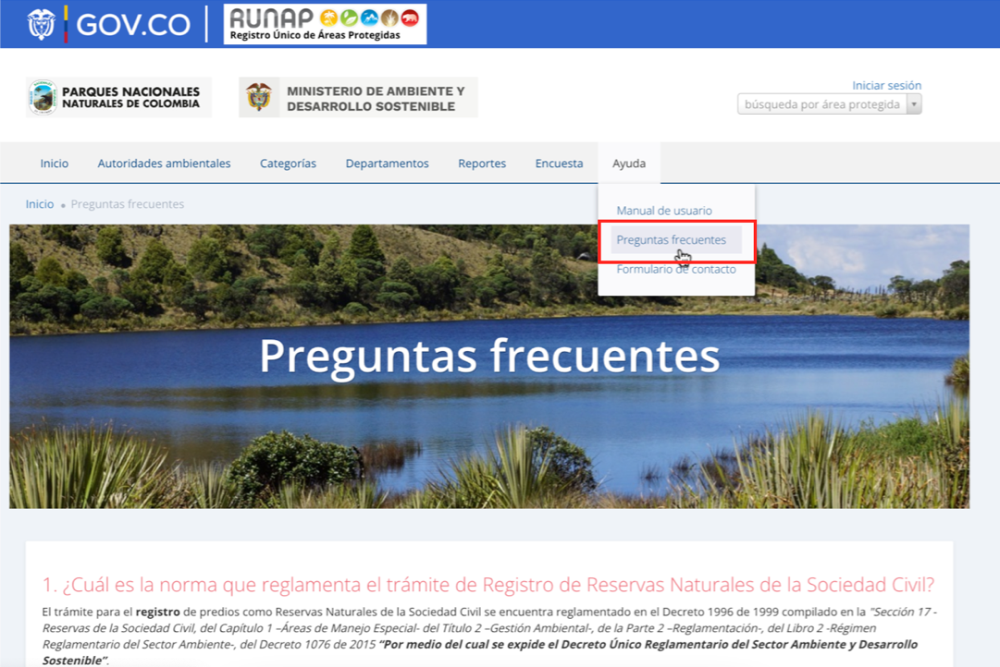 GOV.CO
RUNAP
Registro Único de Áreas Protegidas
PARQUES NACIONALES
NATURALES DE COLOMBIA
MINISTERIO DE AMBIENTE Y
DESARROLLO SOSTENIBLE
Iniciar sesión
búsqueda por área protegida
Inicio Autoridades ambientales Categorías Departamentos Reportes Encuesta Ayuda
Manual de usuario
Preguntas frecuentes
Formulario de contacto
Inicio • Preguntas frecuentes
Preguntas frecuentes
1. ¿Cuál es la norma que reglamenta el trámite de Registro de Reservas Naturales de la Sociedad Civil?
El trámite para el registro de predios como Reservas Naturales de la Sociedad Civil se encuentra reglamentado en el Decreto 1996 de 1999 compilado en la "Sección 17 -
Reservas de la Sociedad Civil, del Capítulo 1 –Áreas de Manejo Especial- del Título 2 –Gestión Ambiental-, de la Parte 2 –Reglamentación-, del Libro 2 -Régimen
Reglamentario del Sector Ambiente-, del Decreto 1076 de 2015 "Por medio del cual se expide el Decreto Único Reglamentario del Sector Ambiente y Desarrollo
Sostenible".